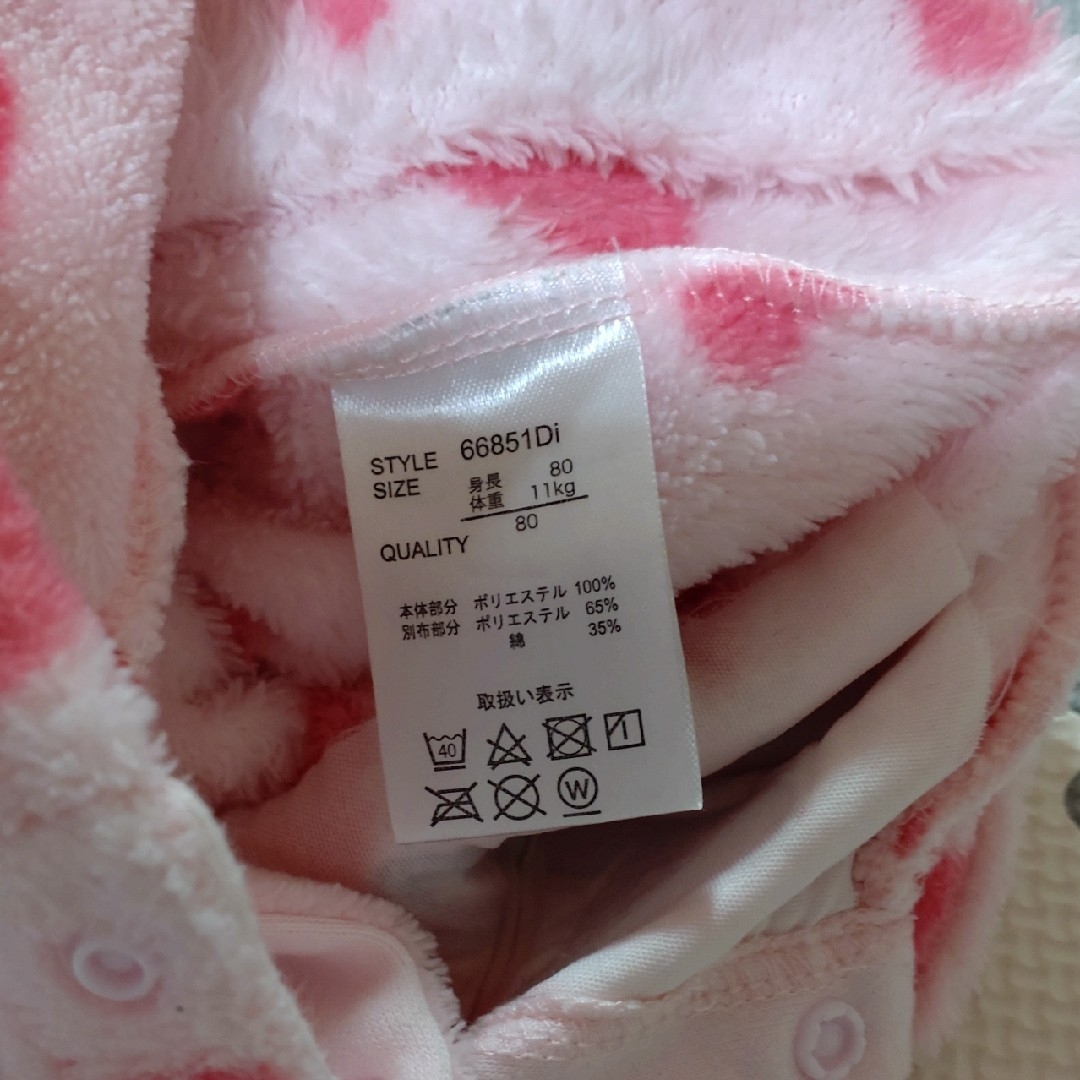 STYLE 66851Di
SIZE 身長 80
体重 11kg
80
QUALITY
本体部分 ポリエステル 100%
別布部分 ポリエステル 65%
綿 35%
取扱い表示
40
W